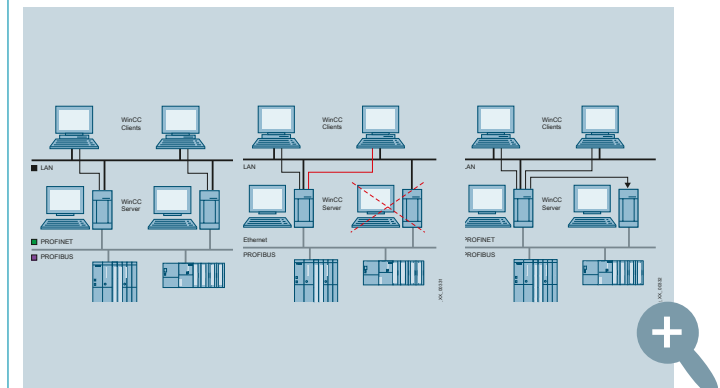 WinCC
Clients
LAN
WinCC
Server
PROFINET
PROFIBUS
WinCC
Clients
LAN
WinCC
Server
Ethernet
PROFIBUS
WinCC
Clients
LAN
WinCC
Server
PROFINET
PROFIBUS